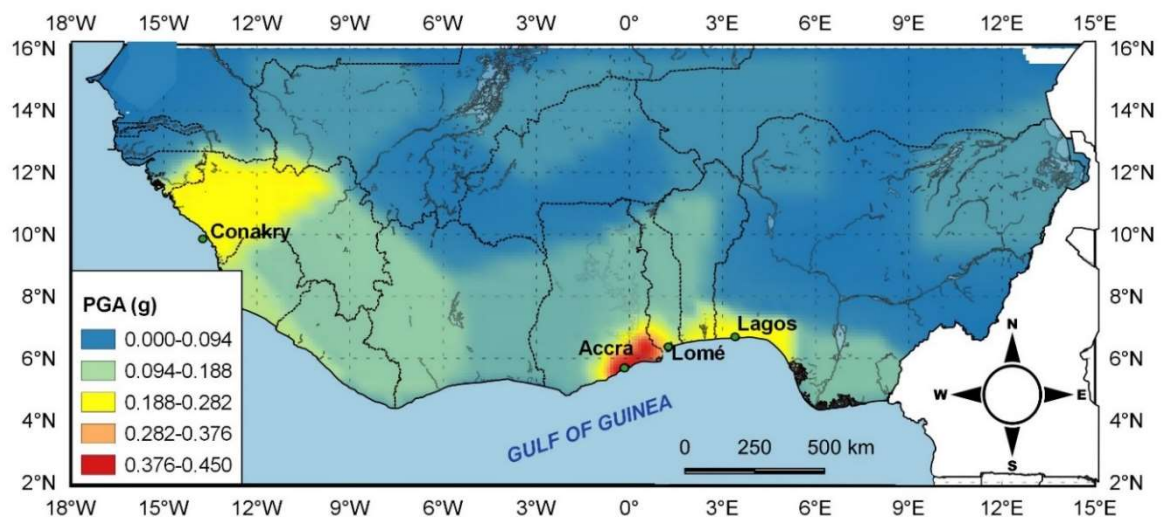 18°W 15°W 12°W 9°W 6°W 3°W 0° 3°E 6°E 9°E 12°E 15°E
16°N 16°N
14°N 14°N
12°N 12°N
Conakry
10°N 10°N
PGA (g)
0.000-0.094
0.094-0.188
0.188-0.282
0.282-0.376
0.376-0.450
8°N 8°N
Lagos
Accra
Lomé
6°N 6°N
N
W E
S
4°N 4°N
GULF OF GUINEA
0 250 500 km
2°N 2°N
18°W 15°W 12°W 9°W 6°W 3°W 0° 3°E 6°E 9°E 12°E 15°E